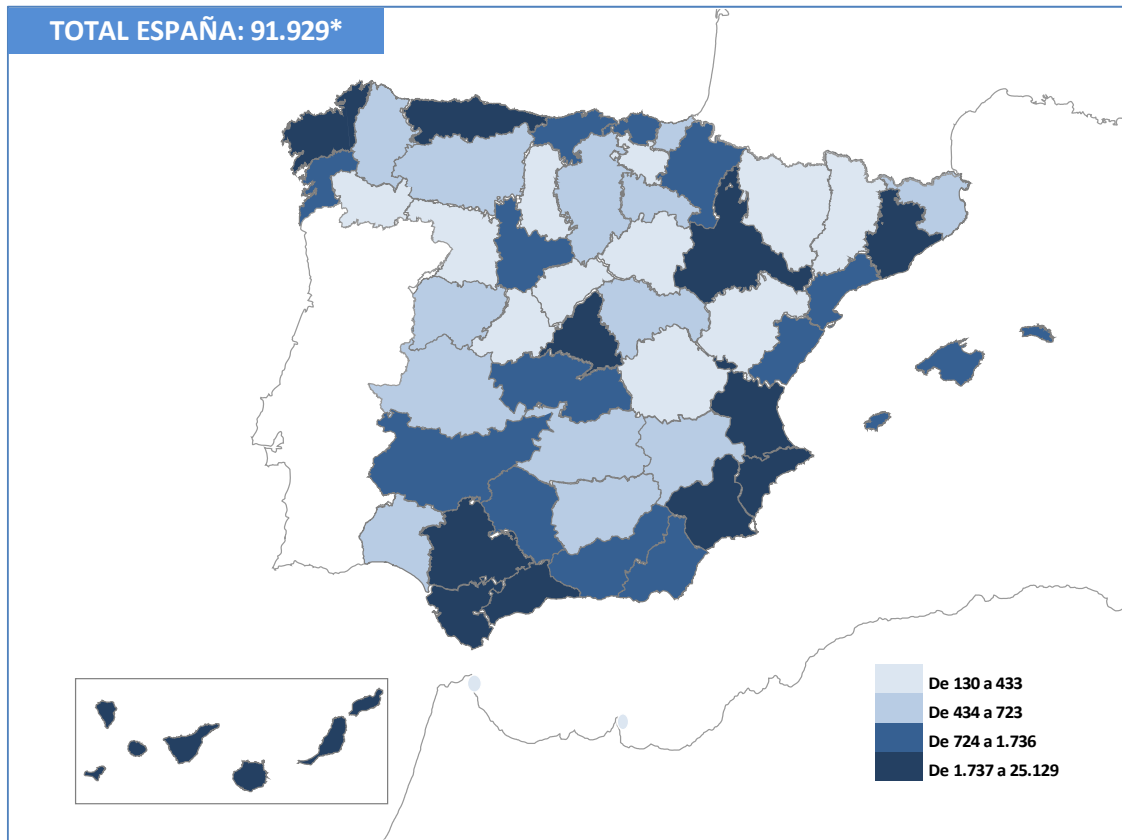 TOTAL ESPAÑA: 91.929*
De 130 a 433
De 434 a 723
De 724 a 1.736
De 1.737 a 25.129